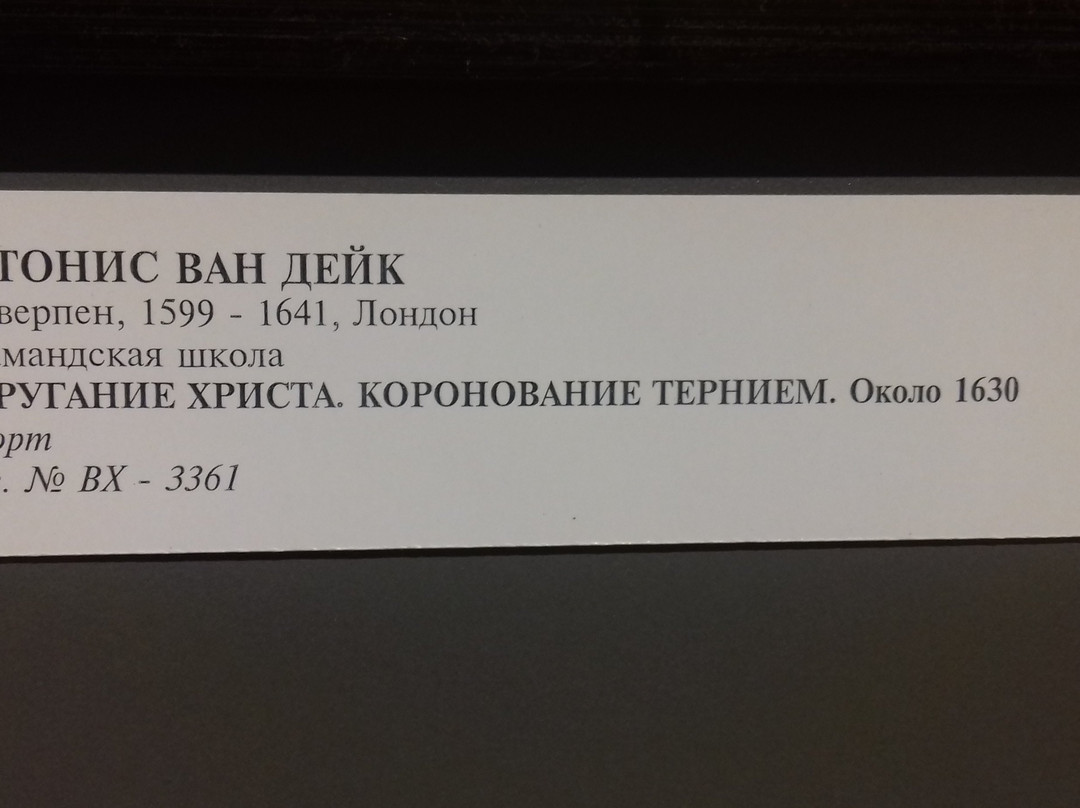 ТОНИС ВАН ДЕЙК
верпен, 1599 - 1641, Лондон
мандская школа
РУГАНИЕ ХРИСТА. КОРОНОВАНИЕ ТЕРНИЕМ. Около 1630
орт
. № ВХ - 3361